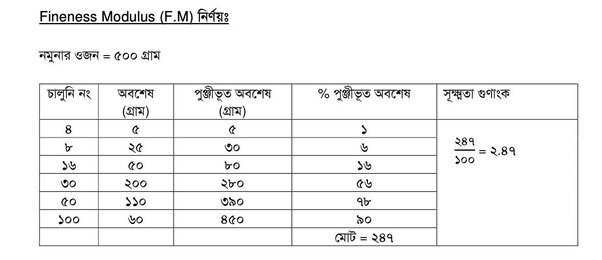 Fineness Modulus (F.M) নির্ণয়ঃ
নমুনার ওজন = ৫০০ গ্রাম
চালুনি নং অবশেষ (গ্রাম) পুঞ্জীভূত অবশেষ (গ্রাম) % পুঞ্জীভূত অবশেষ সূক্ষ্মতা গুণাংক
৪ ৫ ৫ ১
৮ ২৫ ৩০ ৬
১৬ ৫০ ৮০ ১৬
৩০ ২০০ ২৮০ ৫৬
৫০ ১১০ ৩৯০ ৭৮
১০০ ৬০ ৪৫০ ৯০
মোট = ২৪৭
২৪৭
১০০ = ২.৪৭